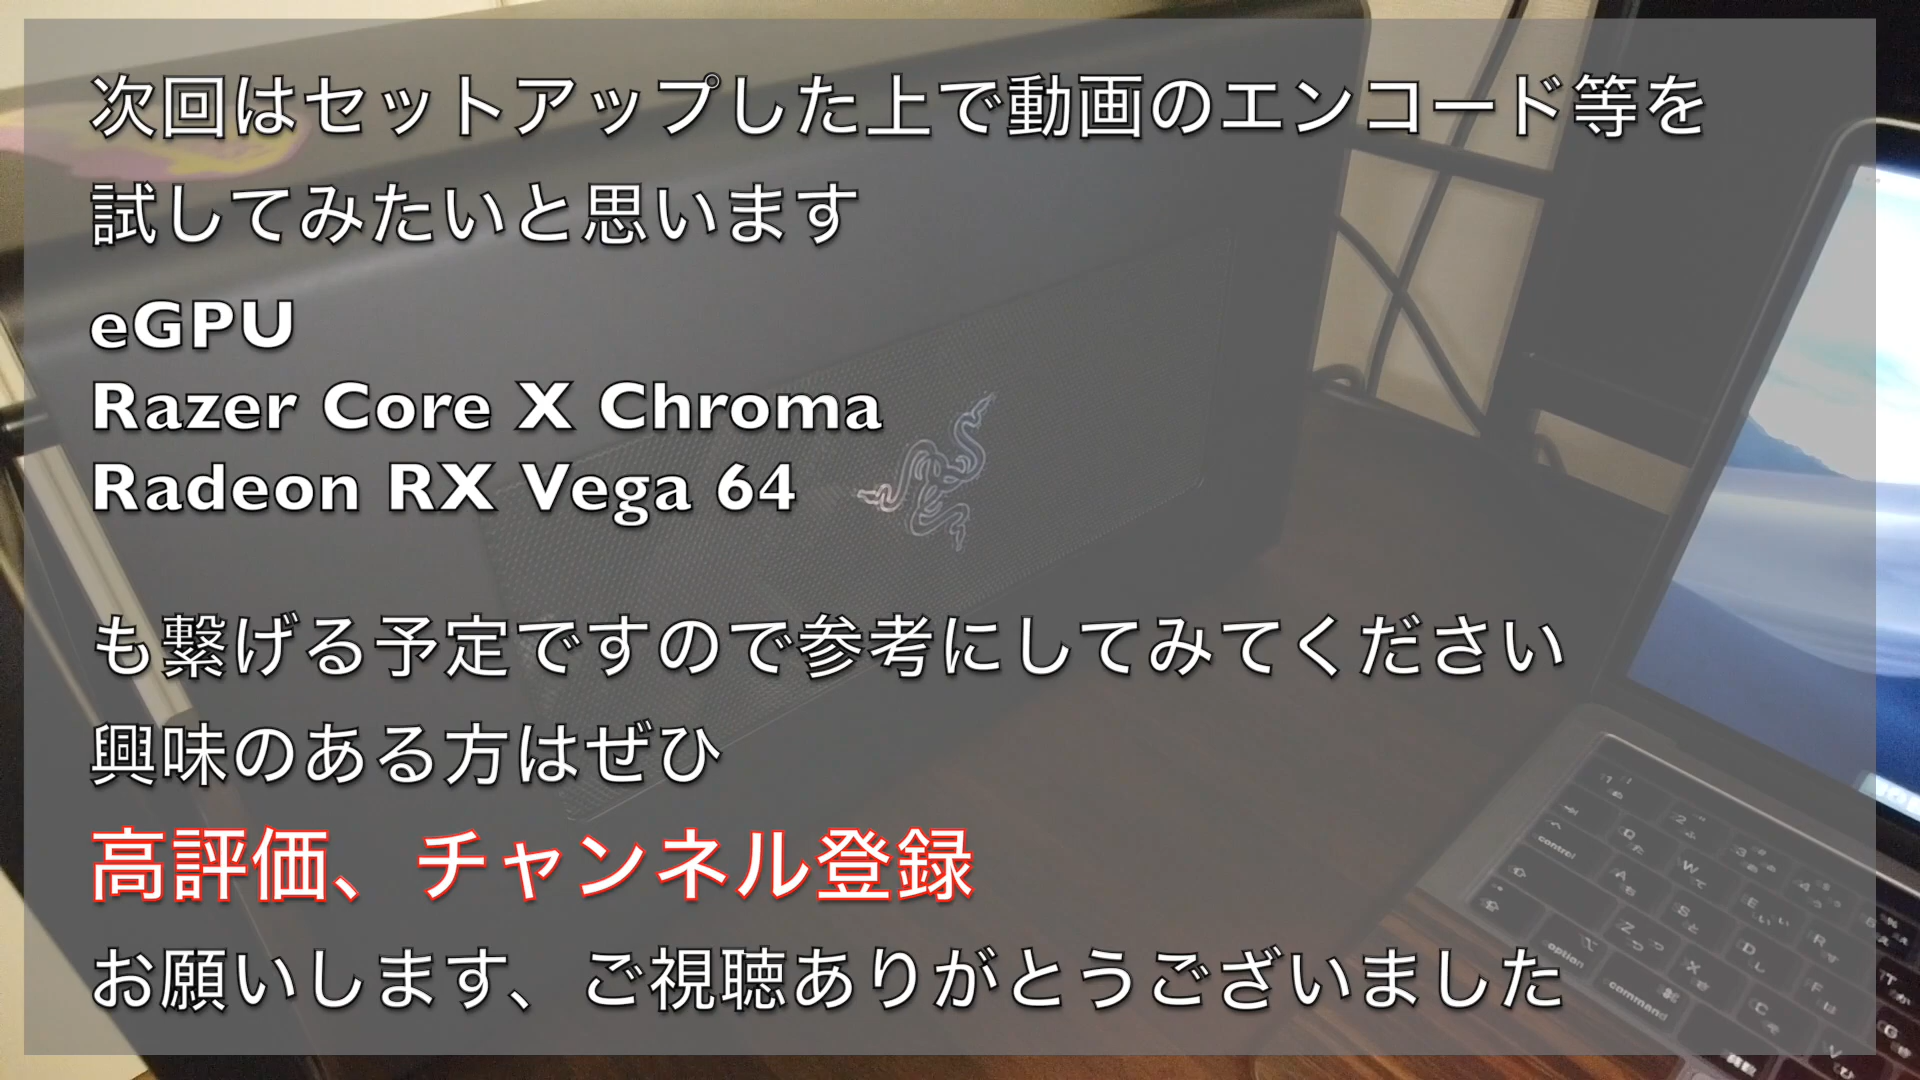 次回はセットアップした上で動画のエンコード等を
試してみたいと思います
eGPU
Razer Core X Chroma
Radeon RX Vega 64
も繋げる予定ですので参考にしてみてください
興味のある方はぜひ
高評価、チャンネル登録
お願いします、ご視聴ありがとうございました
control
option
command